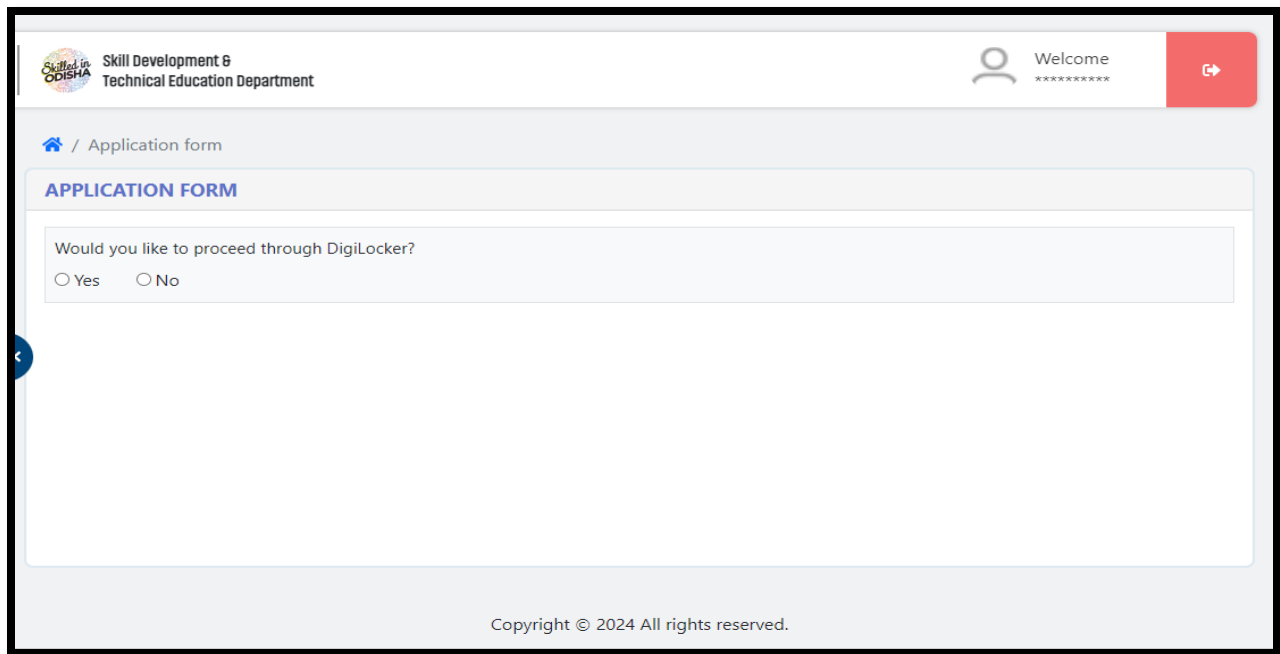 Skilled in
ODISHA
Skill Development &
Technical Education Department
Welcome
**********
/ Application form
APPLICATION FORM
Would you like to proceed through DigiLocker?
Yes No
Copyright © 2024 All rights reserved.